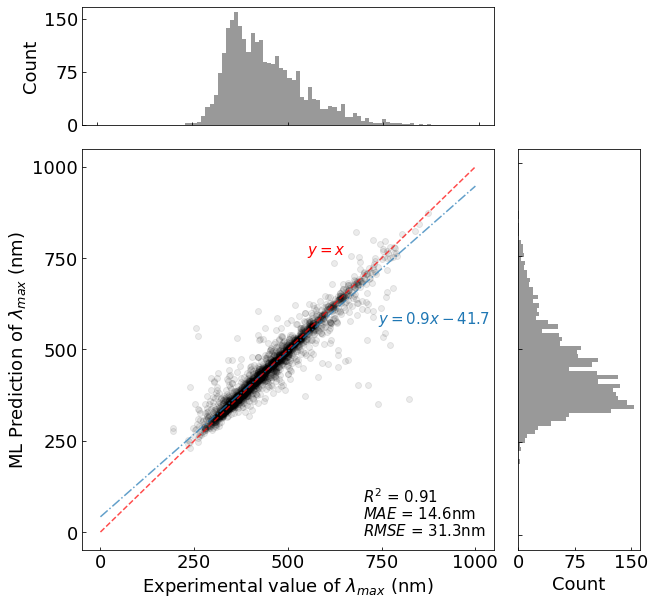 150
75
0
Count
1000
750
500
250
0
ML Prediction of λmax (nm)
y = x
y = 0.9x − 41.7
R² = 0.91
MAE = 14.6nm
RMSE = 31.3nm
0 250 500 750 1000
Experimental value of λmax (nm)
0 75 150
Count